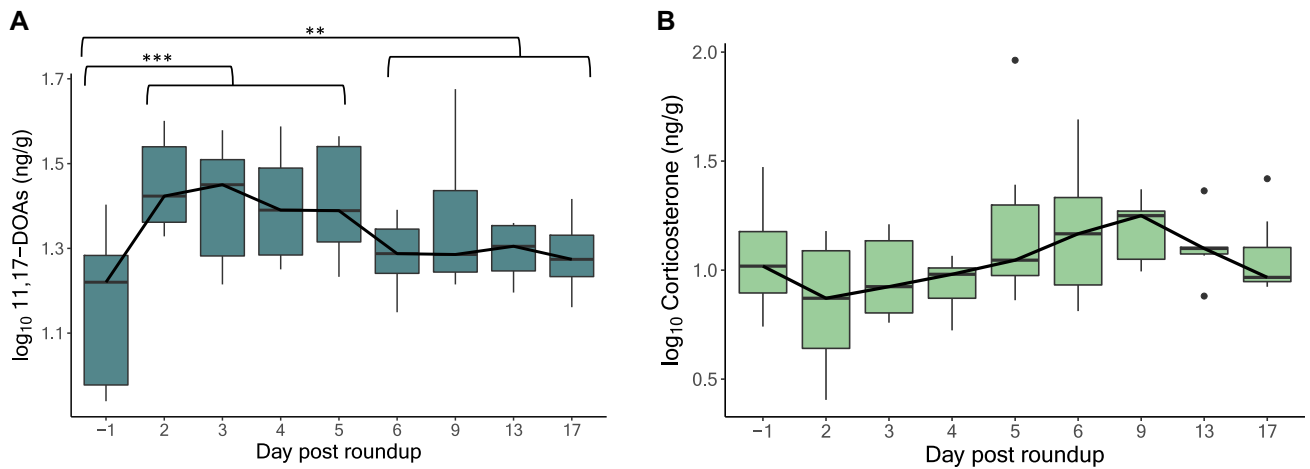 A
**
***
log₁₀ 11,17−DOAs (ng/g)
1.7
1.5
1.3
1.1
−1 2 3 4 5 6 9 13 17
Day post roundup
B
log₁₀ Corticosterone (ng/g)
2.0
1.5
1.0
0.5
−1 2 3 4 5 6 9 13 17
Day post roundup